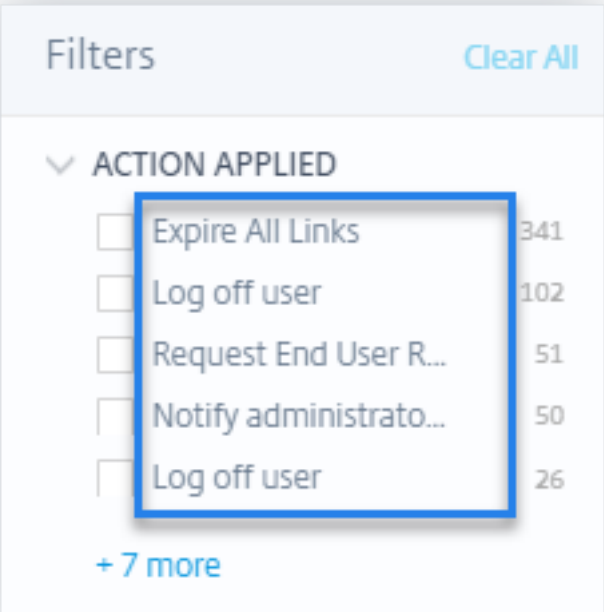 Filters Clear All
ACTION APPLIED
Expire All Links 341
Log off user 102
Request End User R... 51
Notify administrato... 50
Log off user 26
+ 7 more